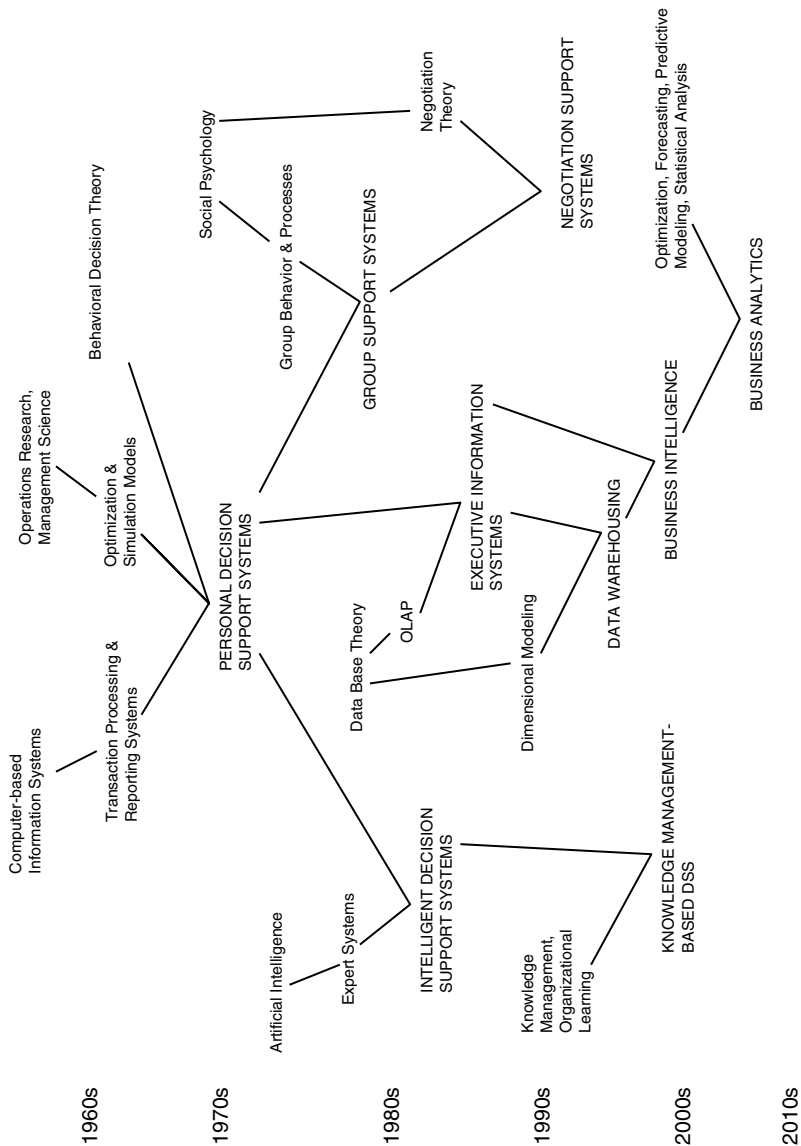 1960s
1970s
1980s
1990s
2000s
2010s
Computer-based
Information Systems
Operations Research,
Management Science
Transaction Processing &
Reporting Systems
Optimization &
Simulation Models
Behavioral Decision Theory
Social Psychology
PERSONAL DECISION
SUPPORT SYSTEMS
Artificial Intelligence
Group Behavior & Processes
Expert Systems
Data Base Theory
GROUP SUPPORT SYSTEMS
OLAP
Negotiation
Theory
INTELLIGENT DECISION
SUPPORT SYSTEMS
EXECUTIVE INFORMATION
SYSTEMS
Knowledge
Management,
Organizational
Learning
Dimensional Modeling
NEGOTIATION SUPPORT
SYSTEMS
DATA WAREHOUSING
KNOWLEDGE MANAGEMENT-
BASED DSS
BUSINESS INTELLIGENCE
Optimization, Forecasting, Predictive
Modeling, Statistical Analysis
BUSINESS ANALYTICS